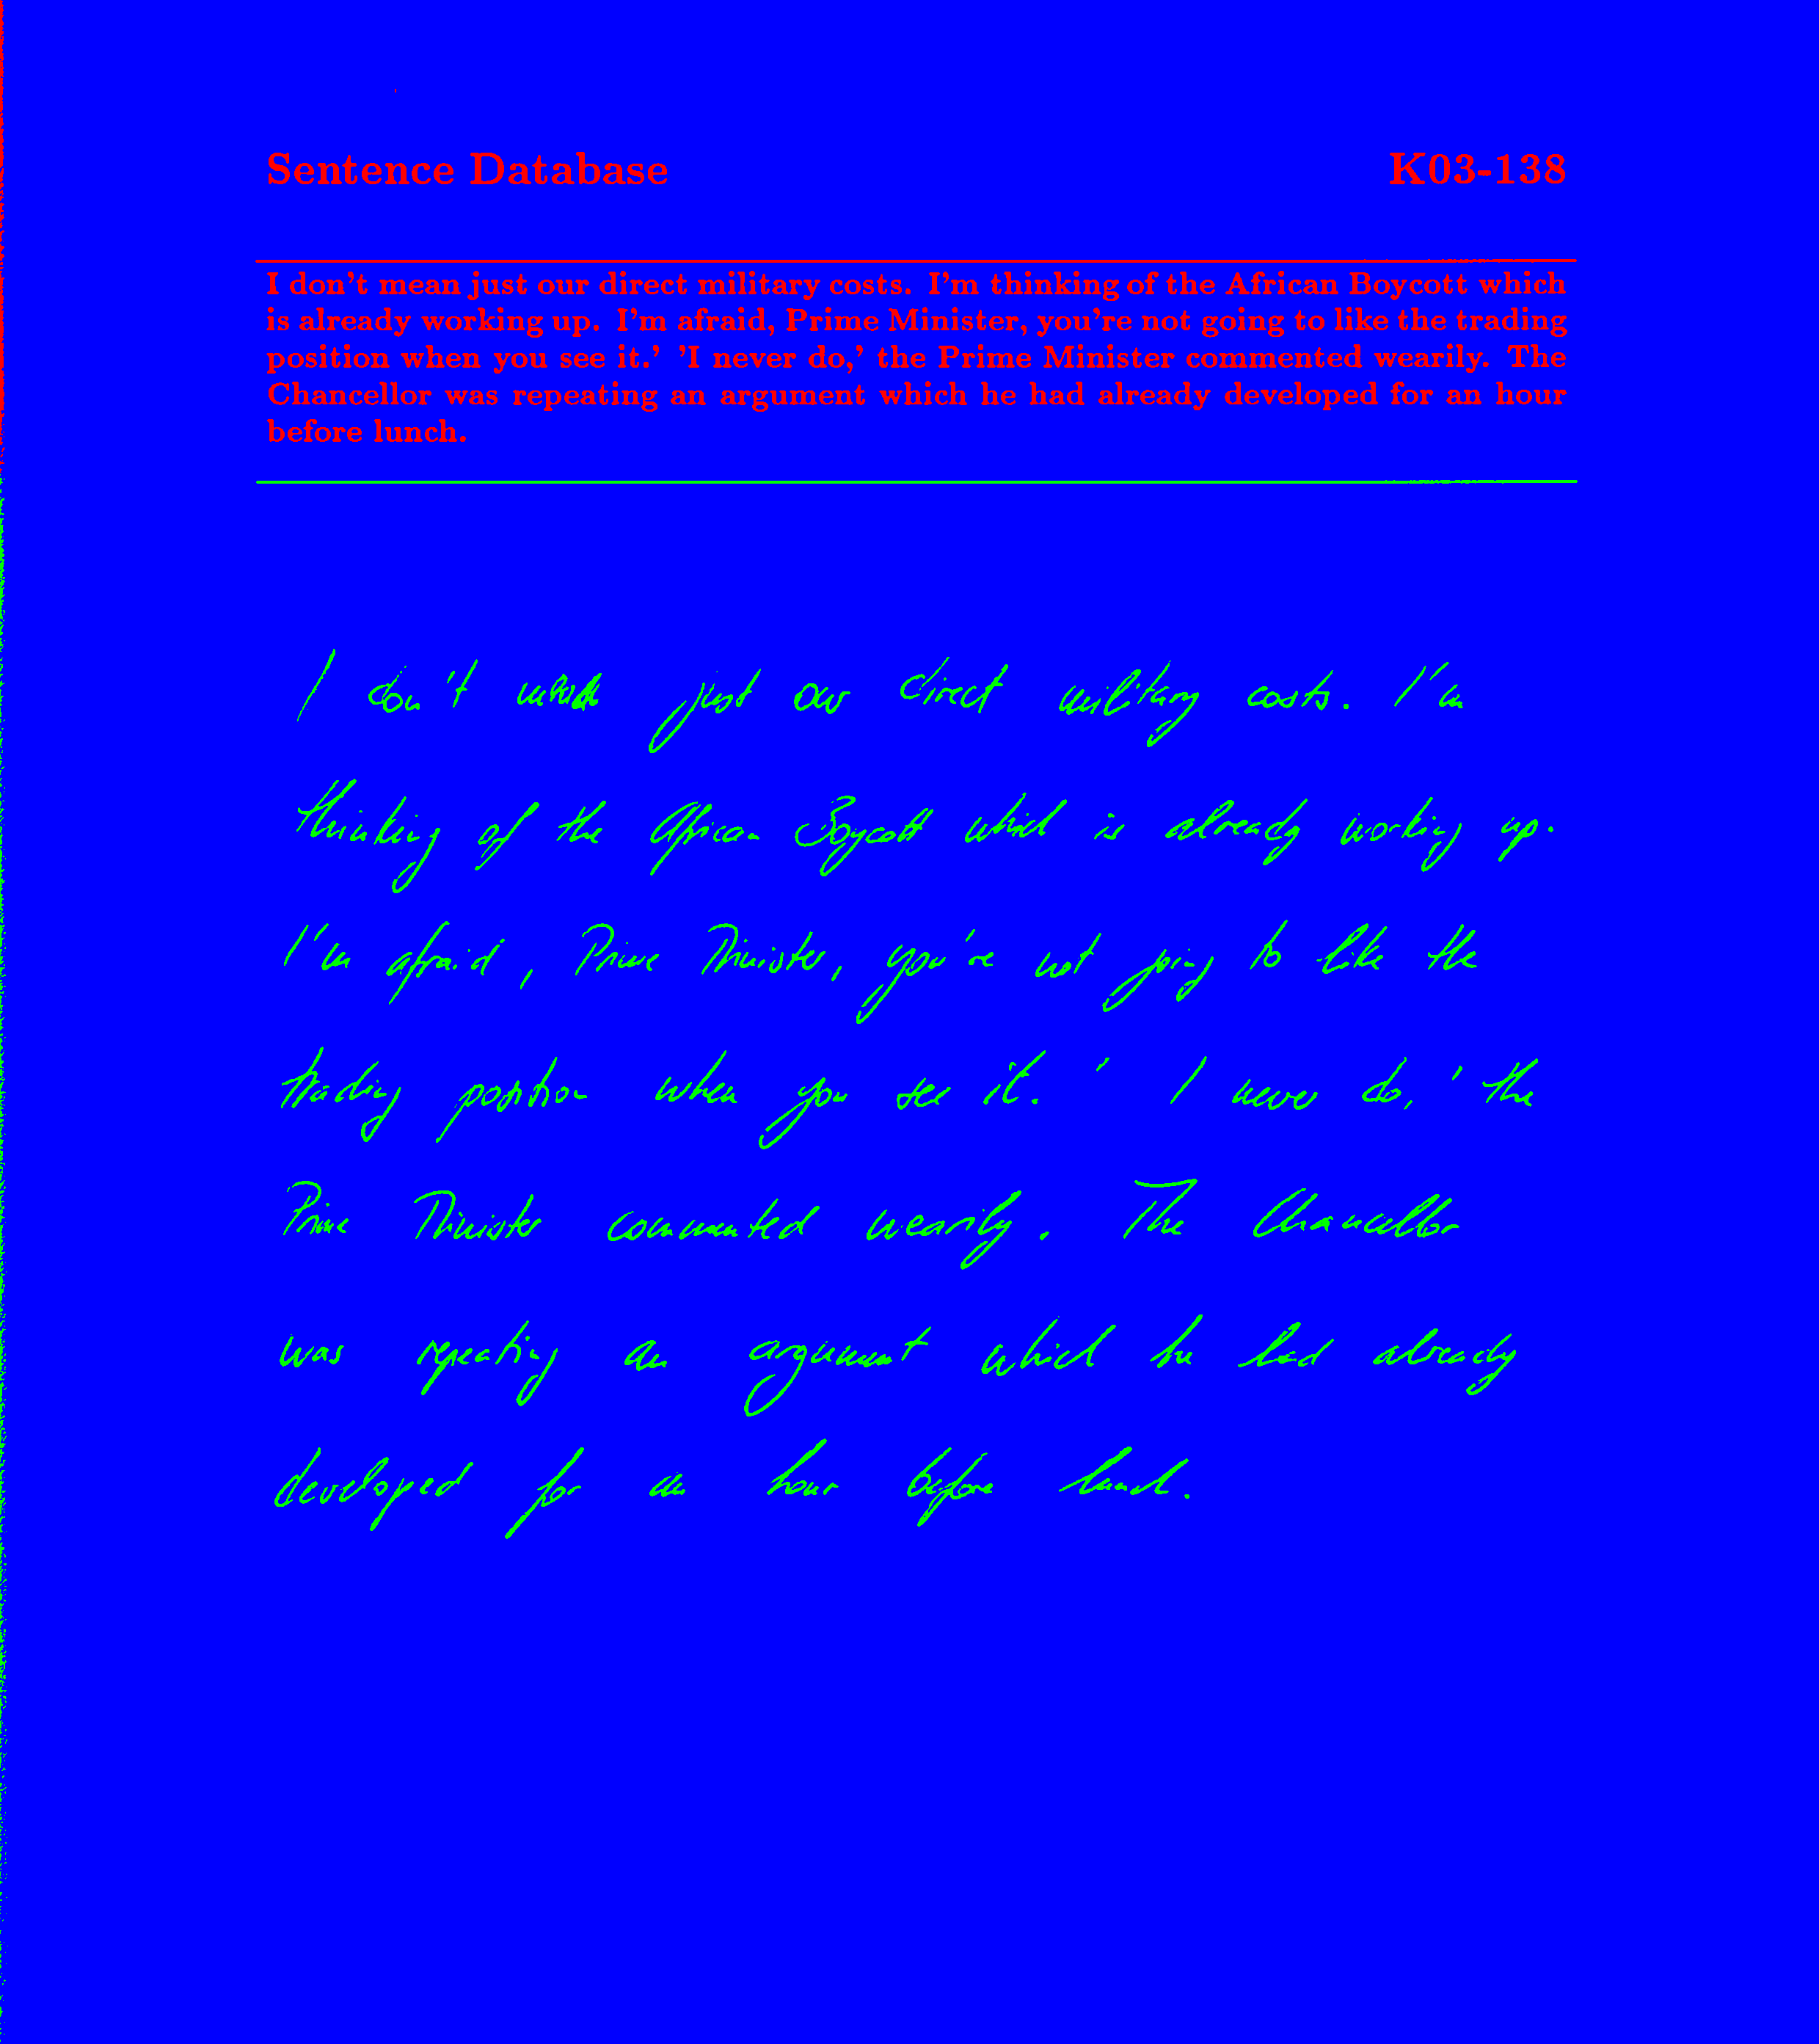 Sentence Database K03-138
I don't mean just our direct military costs. I'm thinking of the African Boycott which
is already working up. I'm afraid, Prime Minister, you're not going to like the trading
position when you see it.' 'I never do,' the Prime Minister commented wearily. The
Chancellor was repeating an argument which he had already developed for an hour
before lunch.
I don't mean just our direct military costs. I'm
thinking of the African Boycott which is already working up.
I'm afraid, Prime Minister, you're not going to like the
trading position when you see it.' I never do,' the
Prime Minister commented wearily. The Chancellor
was repeating an argument which he had already
developed for an hour before lunch.